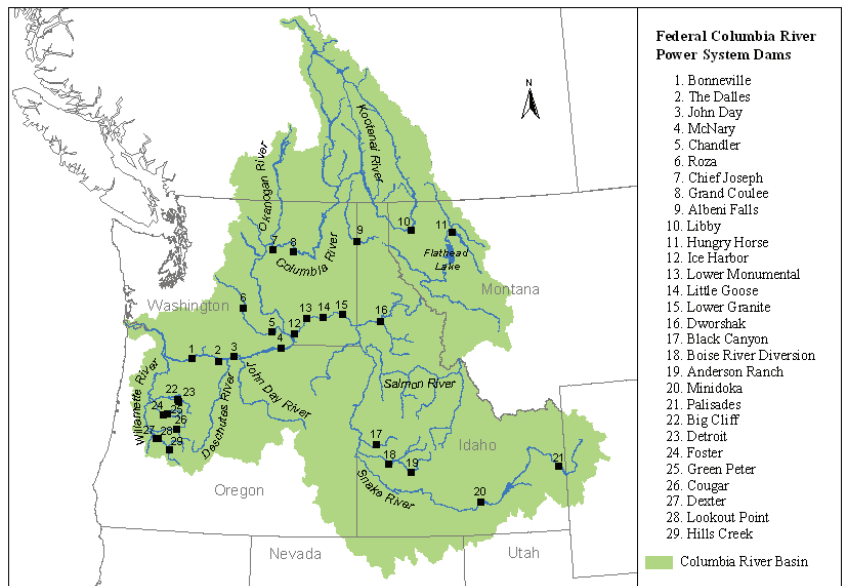 Federal Columbia River
Power System Dams
1. Bonneville
2. The Dalles
3. John Day
4. McNary
5. Chandler
6. Roza
7. Chief Joseph
8. Grand Coulee
9. Albeni Falls
10. Libby
11. Hungry Horse
12. Ice Harbor
13. Lower Monumental
14. Little Goose
15. Lower Granite
16. Dworshak
17. Black Canyon
18. Boise River Diversion
19. Anderson Ranch
20. Minidoka
21. Palisades
22. Big Cliff
23. Detroit
24. Foster
25. Green Peter
26. Cougar
27. Dexter
28. Lookout Point
29. Hills Creek
Columbia River Basin
N
Kootenai River
Okanogan River
10
11
9
7
8
Flathead
Lake
Columbia River
Montana
Washington
6
13
14
15
16
5
12
4
3
2
1
Willamette River
Deschutes River
John Day River
Salmon River
22
23
24
25
26
27
28
29
17
Idaho
18
19
21
Snake River
20
Oregon
Nevada
Utah